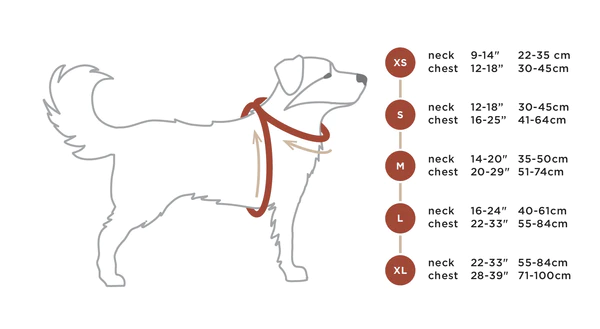 XS
neck 9-14" 22-35 cm
chest 12-18” 30-45cm
S
neck 12-18” 30-45cm
chest 16-25” 41-64cm
M
neck 14-20" 35-50cm
chest 20-29" 51-74cm
L
neck 16-24" 40-61cm
chest 22-33" 55-84cm
XL
neck 22-33" 55-84cm
chest 28-39" 71-100cm